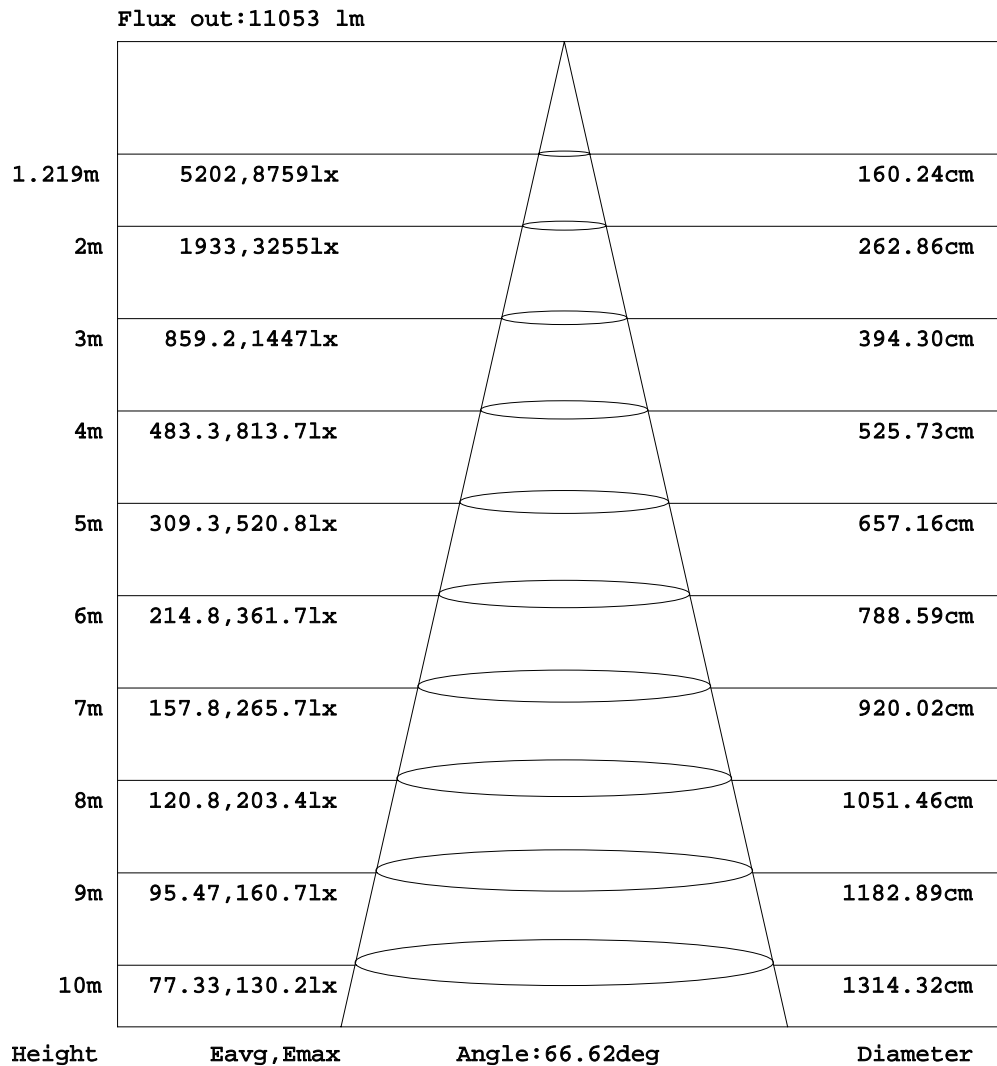 Flux out:11053 lm
1.219m 5202,8759lx 160.24cm
2m 1933,3255lx 262.86cm
3m 859.2,1447lx 394.30cm
4m 483.3,813.7lx 525.73cm
5m 309.3,520.8lx 657.16cm
6m 214.8,361.7lx 788.59cm
7m 157.8,265.7lx 920.02cm
8m 120.8,203.4lx 1051.46cm
9m 95.47,160.7lx 1182.89cm
10m 77.33,130.2lx 1314.32cm
Height Eavg,Emax Angle:66.62deg Diameter